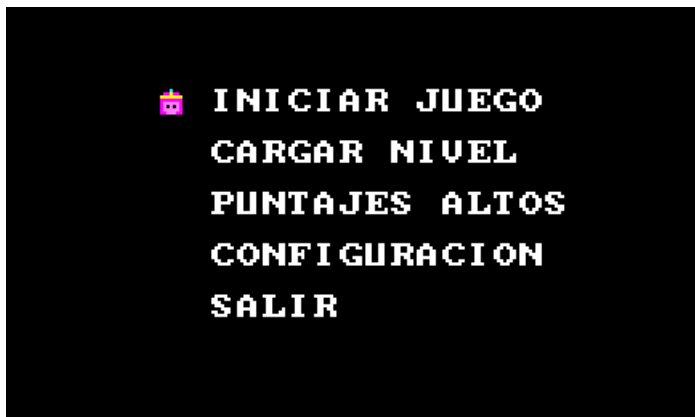 INICIAR JUEGO
CARGAR NIVEL
PUNTAJES ALTOS
CONFIGURACION
SALIR